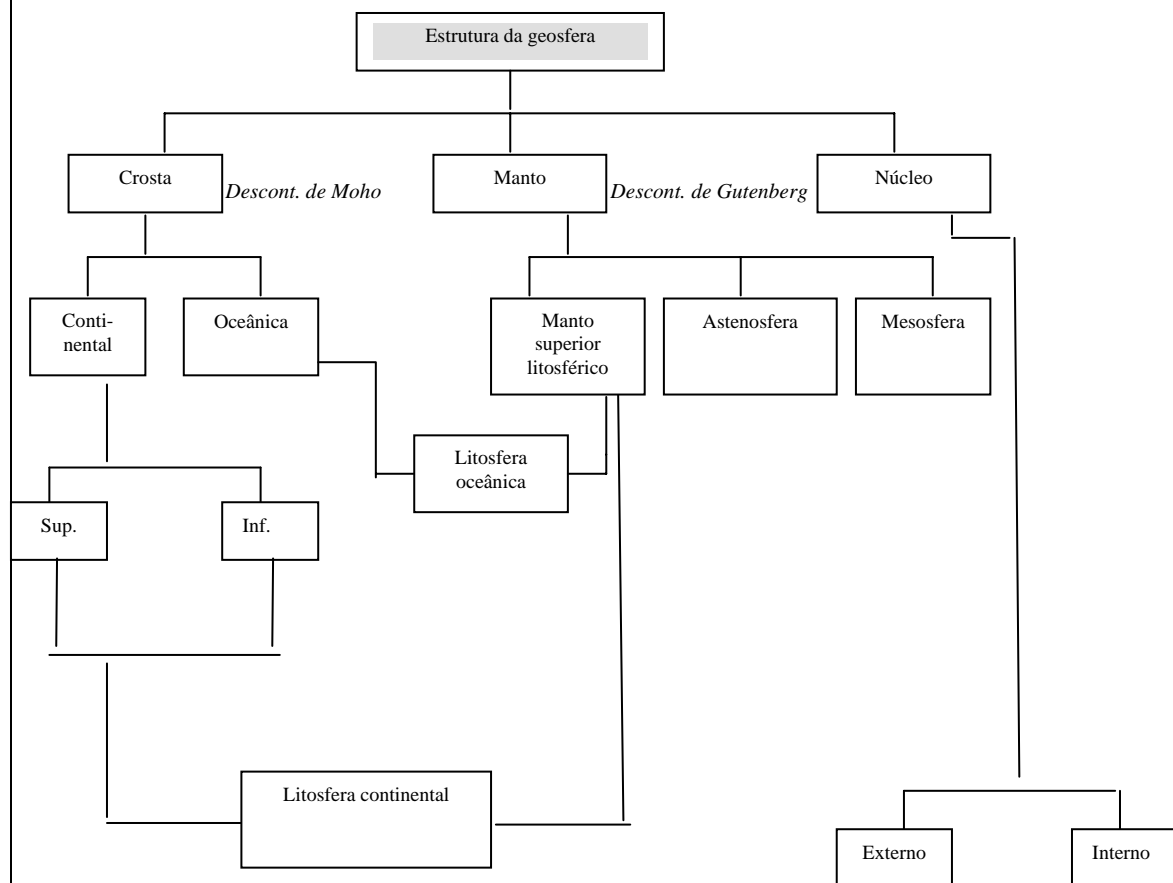 Estrutura da geosfera
Crosta
Descont. de Moho
Manto
Descont. de Gutenberg
Núcleo
Conti-
nental
Oceânica
Manto
superior
litosférico
Astenosfera
Mesosfera
Litosfera
oceânica
Sup.
Inf.
Litosfera continental
Externo
Interno